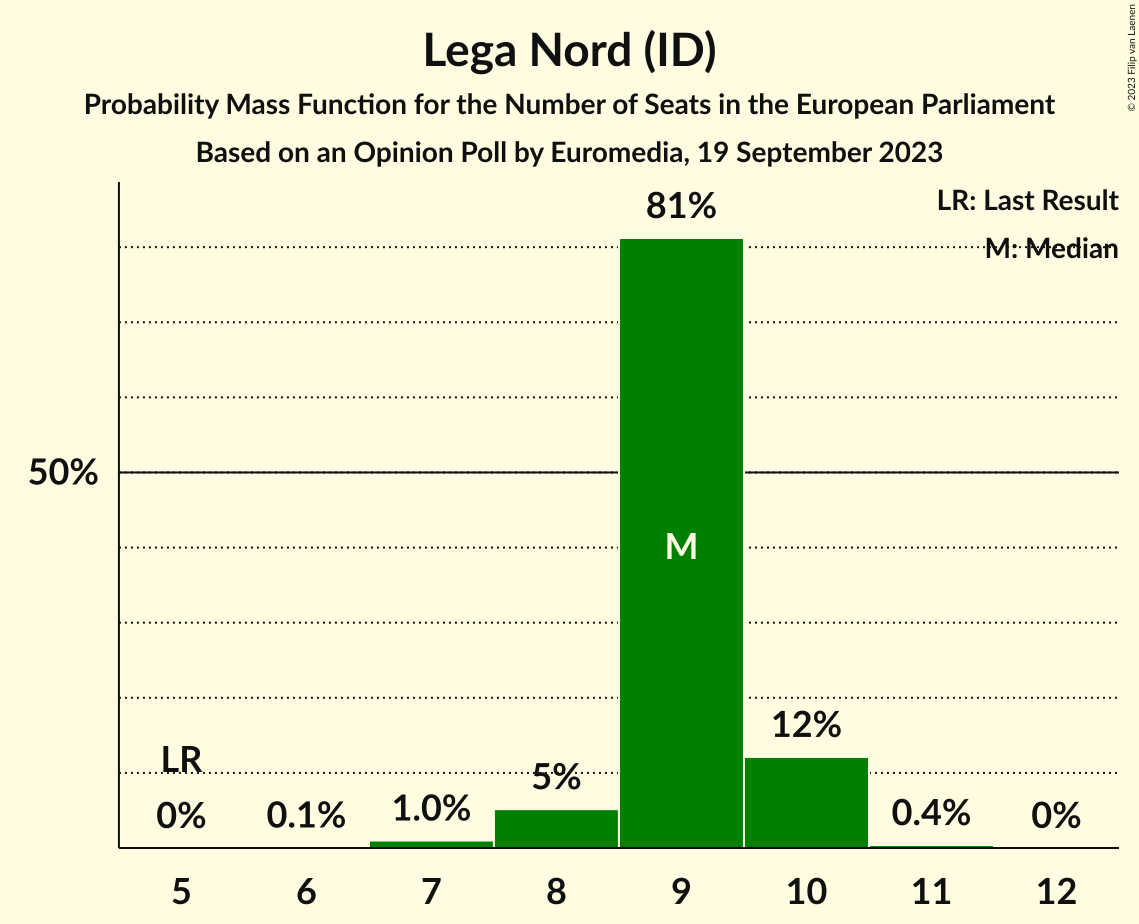 Lega Nord (ID)
Probability Mass Function for the Number of Seats in the European Parliament
Based on an Opinion Poll by Euromedia, 19 September 2023
© 2023 Filip van Laenen
LR: Last Result
M: Median
81%
50%
M
12%
LR
5%
0%
0.1%
1.0%
0.4%
0%
5
6
7
8
9
10
11
12